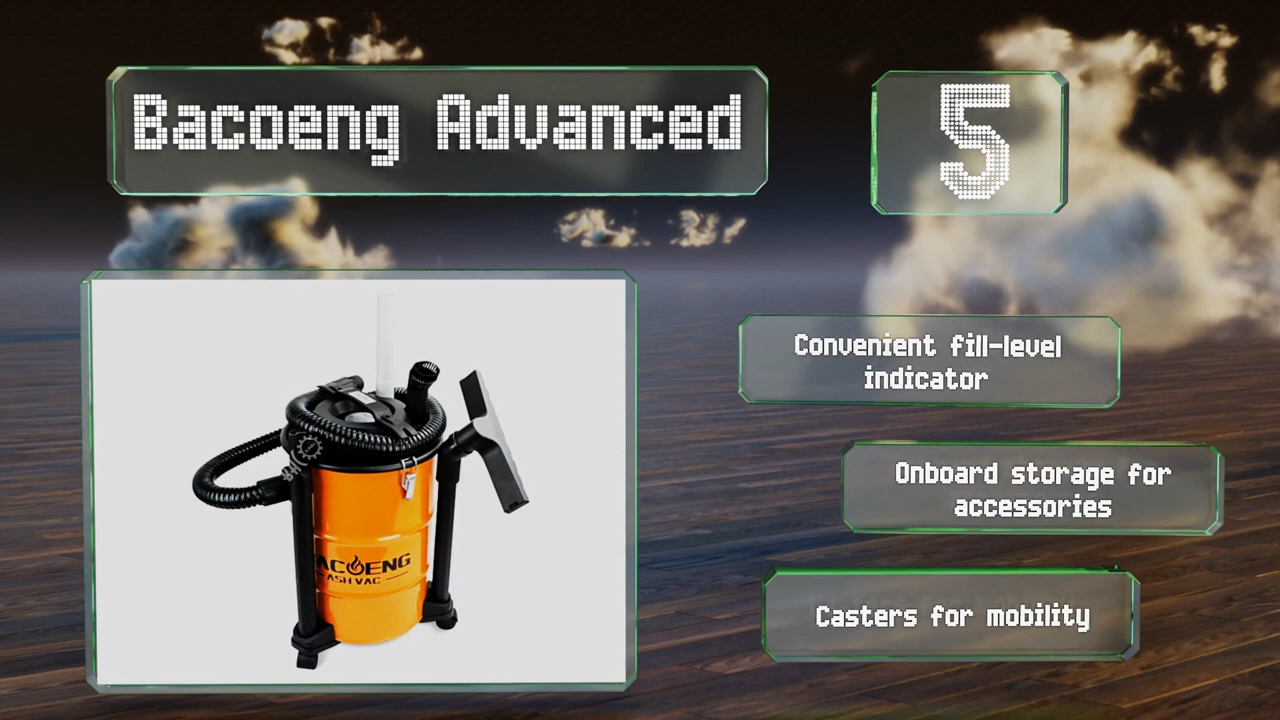 Bacoeng Advanced
5
Convenient fill-level
indicator
Onboard storage for
accessories
Casters for mobility
ACOENG
ASH VAC